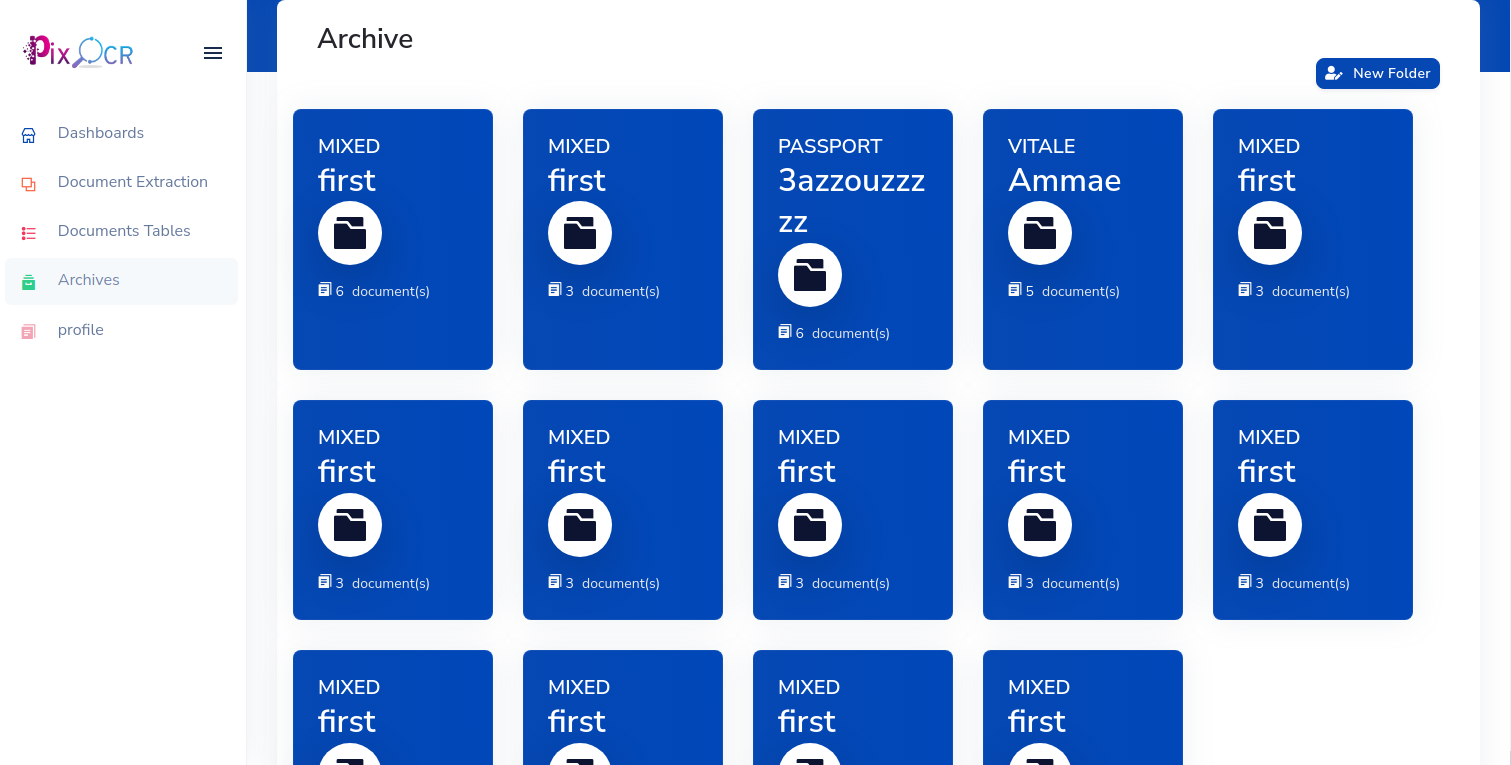 PixOCR
Archive
New Folder
Dashboards
Document Extraction
Documents Tables
Archives
profile
MIXED
first
6 document(s)
MIXED
first
3 document(s)
PASSPORT
3azzouzzz
zz
6 document(s)
VITALE
Ammae
5 document(s)
MIXED
first
3 document(s)
MIXED
first
3 document(s)
MIXED
first
3 document(s)
MIXED
first
3 document(s)
MIXED
first
3 document(s)
MIXED
first
3 document(s)
MIXED
first
MIXED
first
MIXED
first
MIXED
first